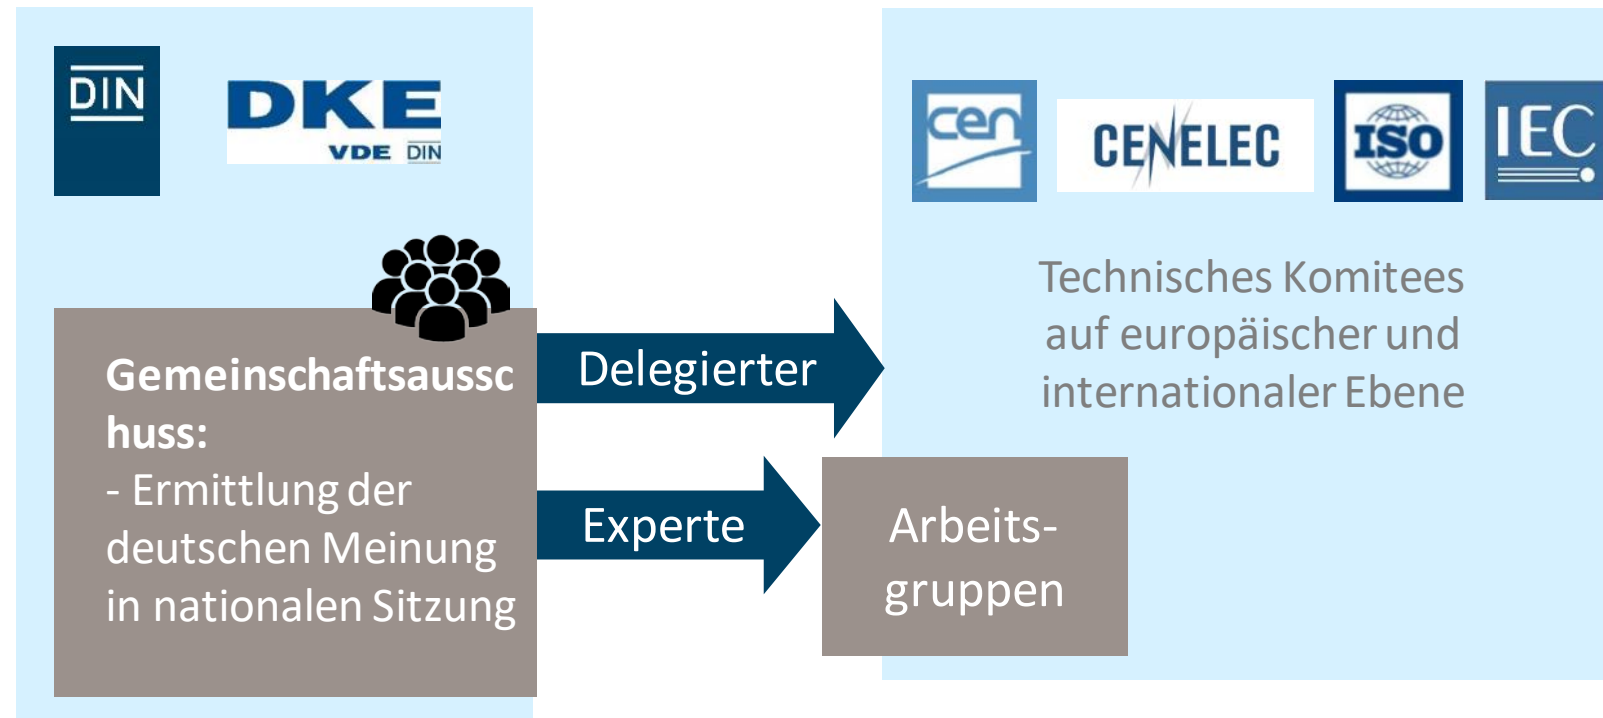 DIN
DKE
VDE DIN
cen
CENELEC
ISO
IEC
Technisches Komitees
auf europäischer und
internationaler Ebene
Gemeinschaftsaussc
huss:
- Ermittlung der
deutschen Meinung
in nationalen Sitzung
Delegierter
Experte
Arbeits-
gruppen